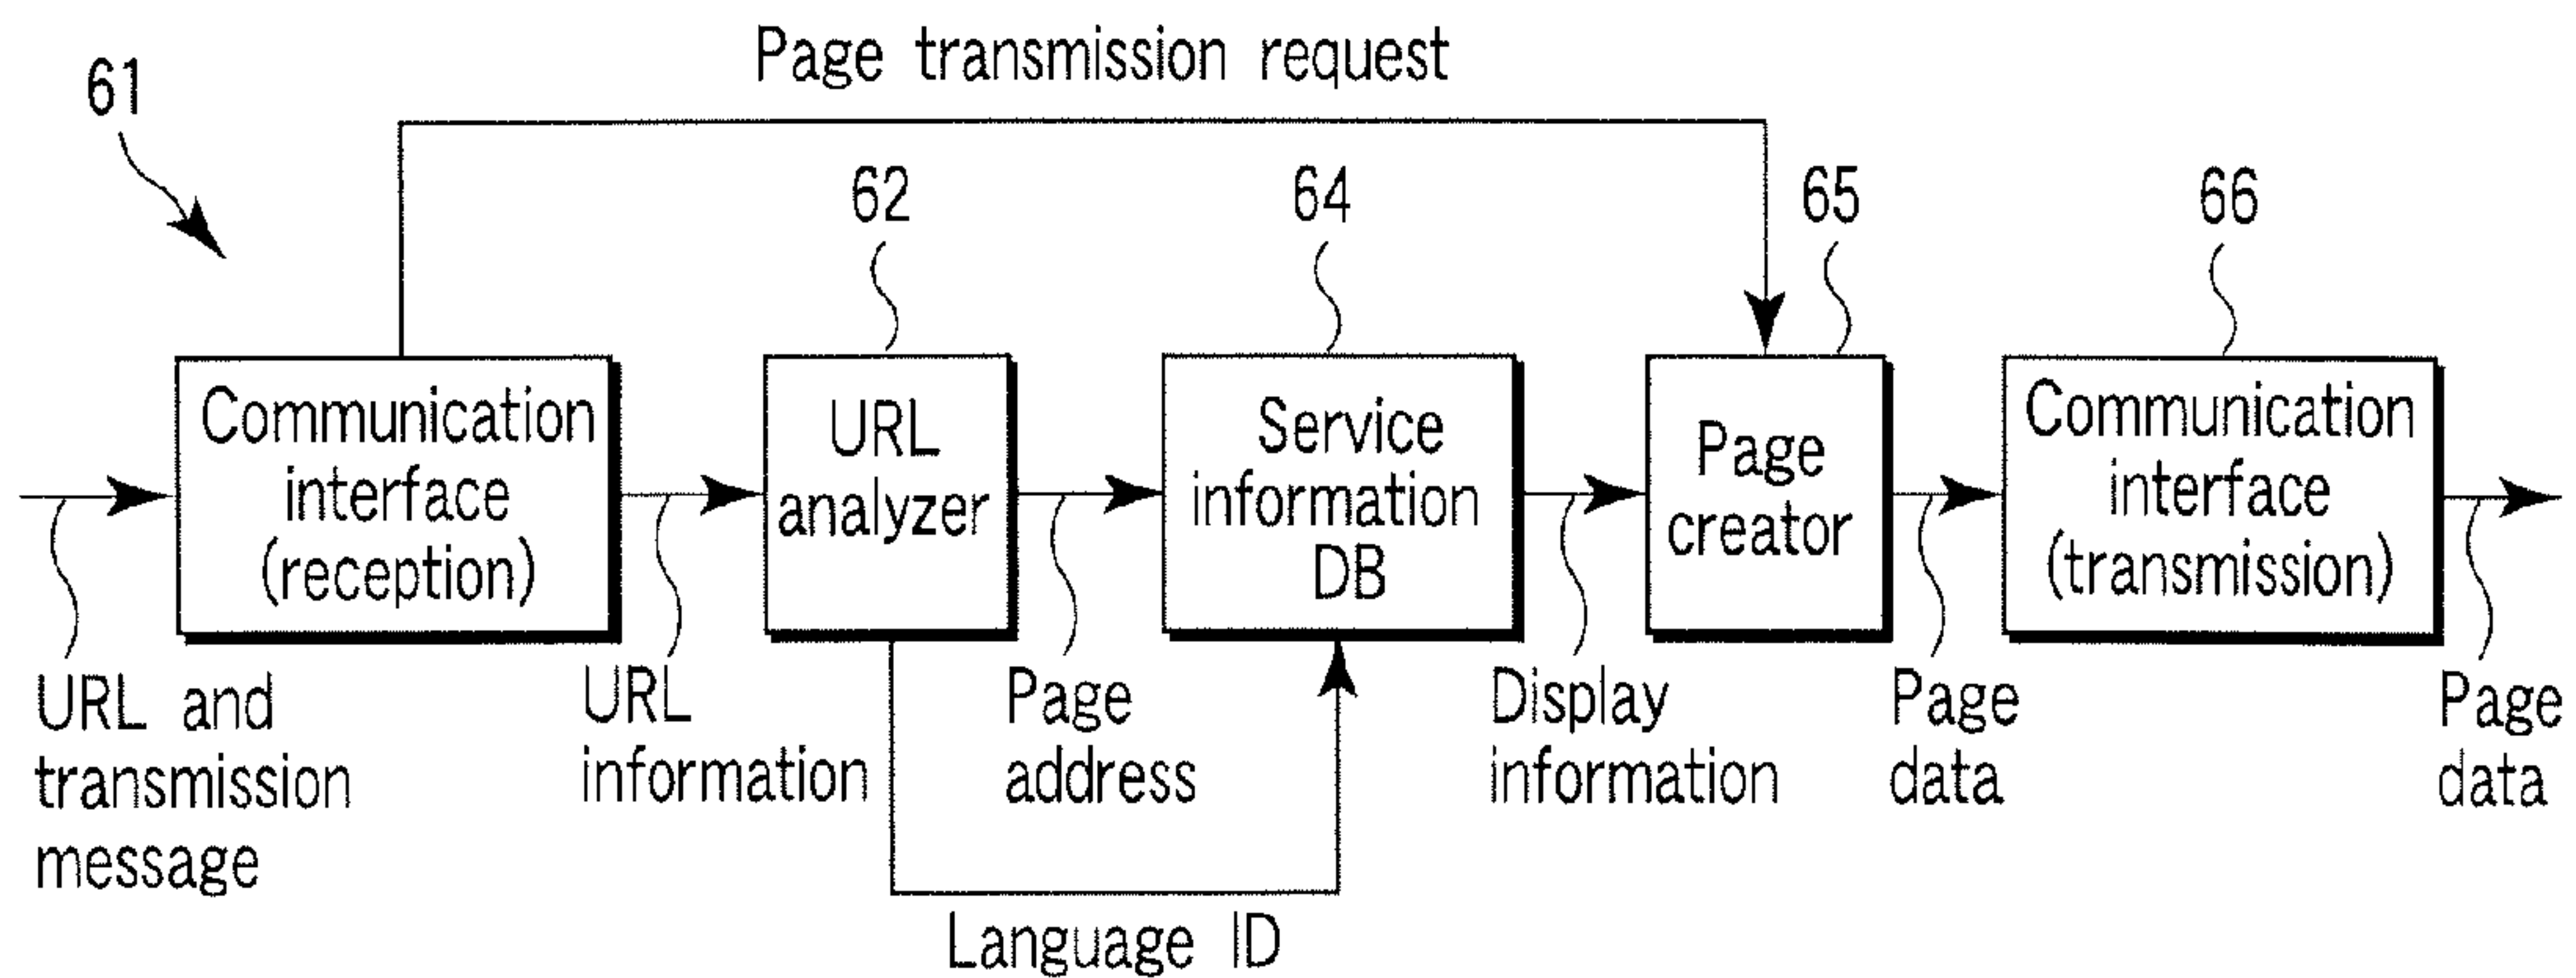 Page transmission request
61
62
64
65
66
Communication
interface
(reception)
URL
analyzer
Service
information
DB
Page
creator
Communication
interface
(transmission)
URL and
transmission
message
URL
information
Page
address
Display
information
Page
data
Page
data
Language ID